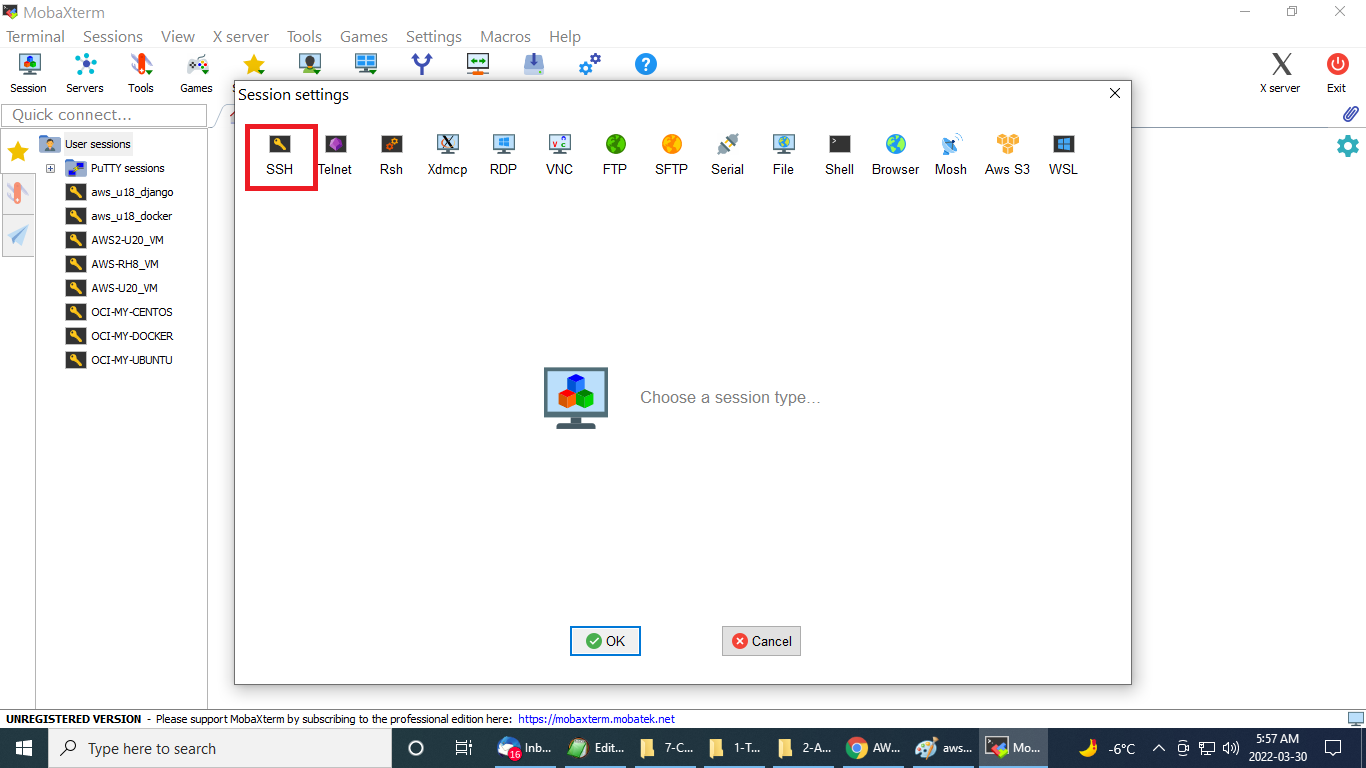 MobaXterm
Terminal Sessions View X server Tools Games Settings Macros Help
Session Servers Tools Games X server Exit
Quick connect...
Session settings
SSH Telnet Rsh Xdmcp RDP VNC FTP SFTP Serial File Shell Browser Mosh Aws S3 WSL
User sessions
PuTTY sessions
aws_u18_django
aws_u18_docker
AWS2-U20_VM
AWS-RH8_VM
AWS-U20_VM
OCI-MY-CENTOS
OCI-MY-DOCKER
OCI-MY-UBUNTU
Choose a session type...
OK Cancel
UNREGISTERED VERSION - Please support MobaXterm by subscribing to the professional edition here: https://mobaxterm.mobatek.net
Type here to search 16 Inb... Edit... 7-C... 1-T... 2-A... AW... aws... Mo... -6°C 5:57 AM
2022-03-30